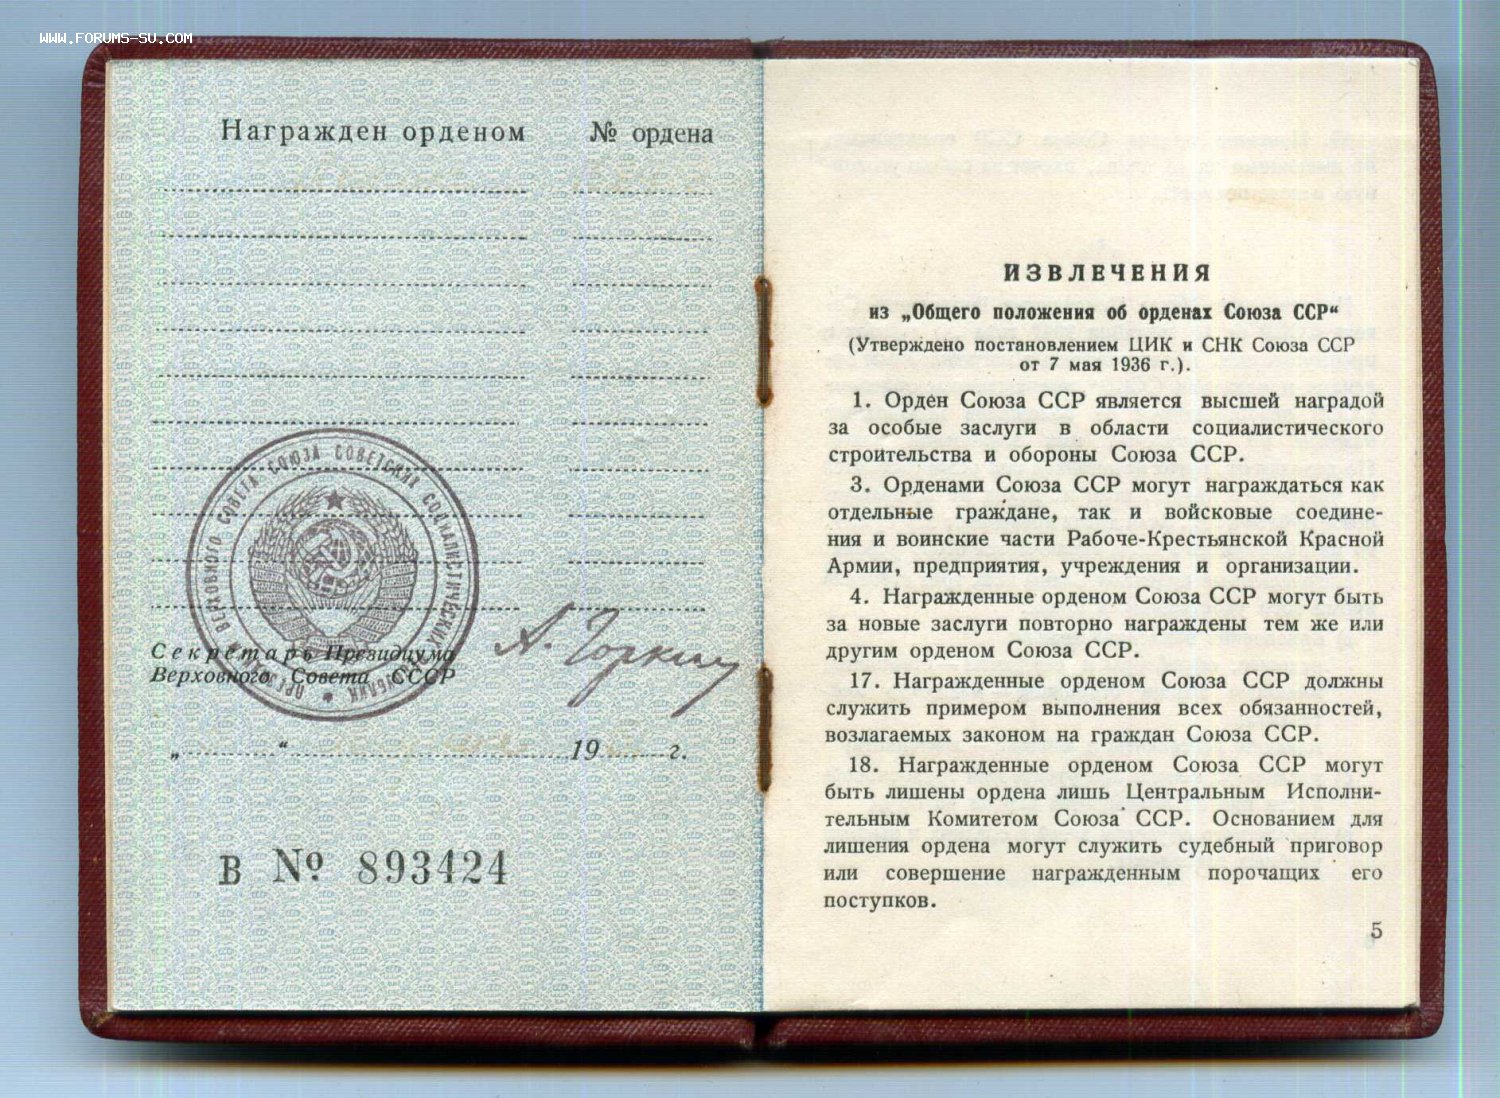 WWW.FORUMS-SU.COM
Награжден орденом № ордена
ПРЕЗИДИУМ ВЕРХОВНОГО СОВЕТА СОЮЗА СОВЕТСКИХ СОЦИАЛИСТИЧЕСКИХ РЕСПУБЛИК
Секретарь Президиума
Верховного Совета СССР
А. Горкин
„ “ 19 г.
В № 893424
ИЗВЛЕЧЕНИЯ
из „Общего положения об орденах Союза ССР“
(Утверждено постановлением ЦИК и СНК Союза ССР
от 7 мая 1936 г.).
1. Орден Союза ССР является высшей наградой
за особые заслуги в области социалистического
строительства и обороны Союза ССР.
3. Орденами Союза ССР могут награждаться как
отдельные граждане, так и войсковые соедине-
ния и воинские части Рабоче-Крестьянской Красной
Армии, предприятия, учреждения и организации.
4. Награжденные орденом Союза ССР могут быть
за новые заслуги повторно награждены тем же или
другим орденом Союза ССР.
17. Награжденные орденом Союза ССР должны
служить примером выполнения всех обязанностей,
возлагаемых законом на граждан Союза ССР.
18. Награжденные орденом Союза ССР могут
быть лишены ордена лишь Центральным Исполни-
тельным Комитетом Союза ССР. Основанием для
лишения ордена могут служить судебный приговор
или совершение награжденным порочащих его
поступков.
5